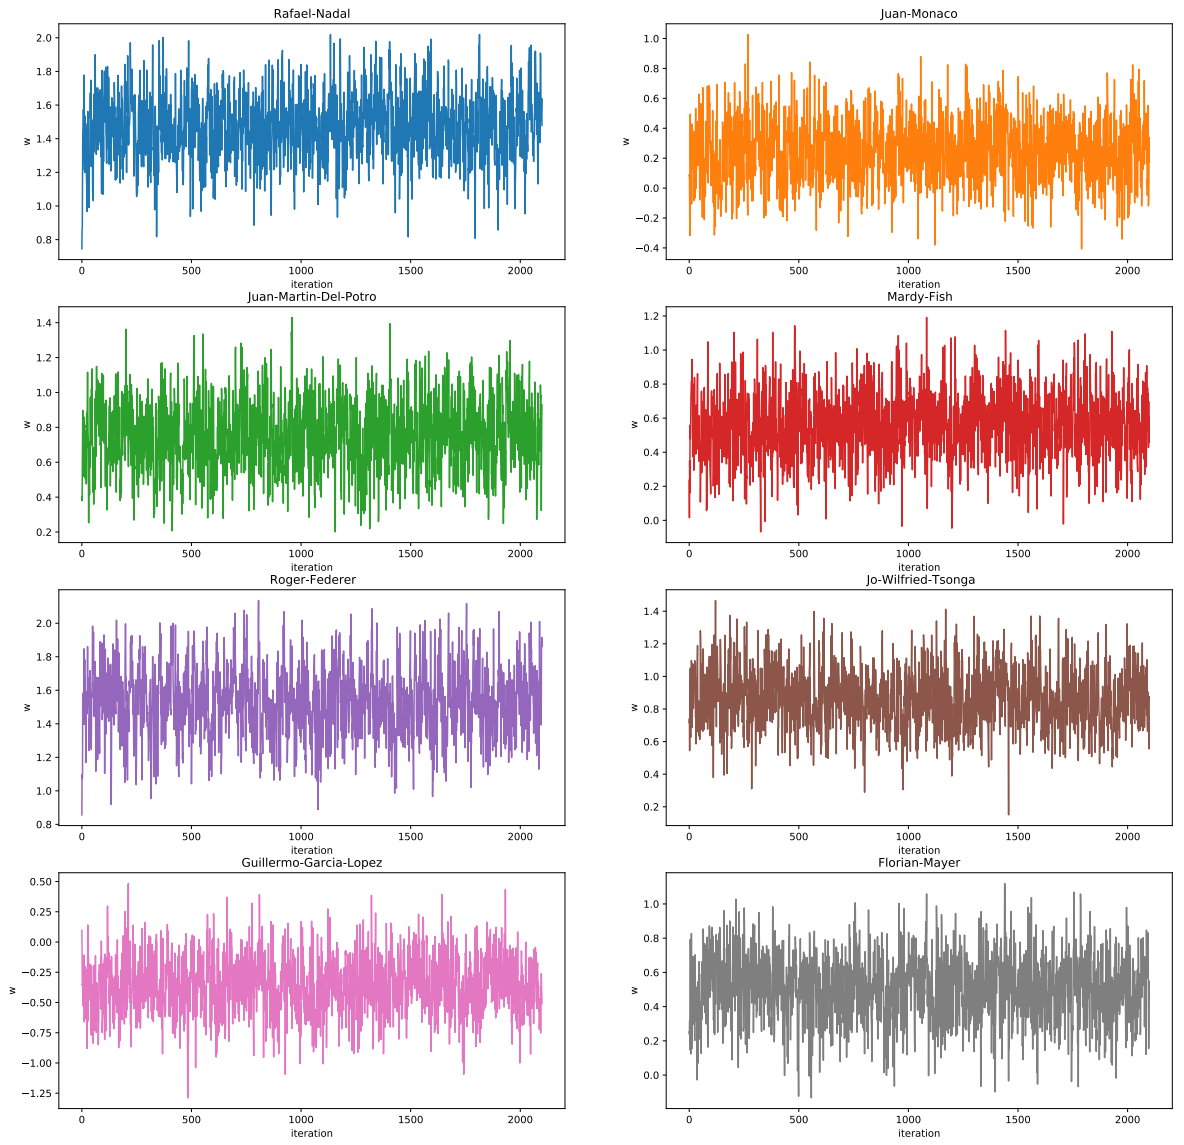 Rafael-Nadal
2.0
1.8
1.6
1.4
1.2
1.0
0.8
w
0 500 1000 1500 2000
iteration
Juan-Monaco
1.0
0.8
0.6
0.4
0.2
0.0
−0.2
−0.4
w
0 500 1000 1500 2000
iteration
Juan-Martin-Del-Potro
1.4
1.2
1.0
0.8
0.6
0.4
0.2
w
0 500 1000 1500 2000
iteration
Mardy-Fish
1.2
1.0
0.8
0.6
0.4
0.2
0.0
w
0 500 1000 1500 2000
iteration
Roger-Federer
2.0
1.8
1.6
1.4
1.2
1.0
0.8
w
0 500 1000 1500 2000
iteration
Jo-Wilfried-Tsonga
1.4
1.2
1.0
0.8
0.6
0.4
0.2
w
0 500 1000 1500 2000
iteration
Guillermo-Garcia-Lopez
0.50
0.25
0.00
−0.25
−0.50
−0.75
−1.00
−1.25
w
0 500 1000 1500 2000
iteration
Florian-Mayer
1.0
0.8
0.6
0.4
0.2
0.0
w
0 500 1000 1500 2000
iteration